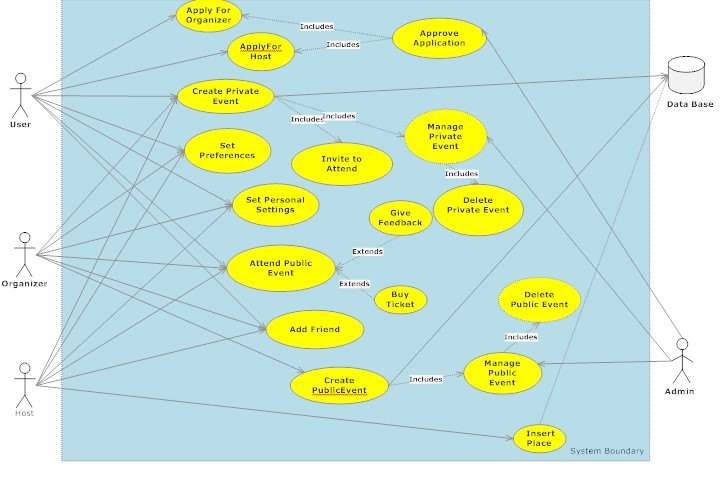 Apply For
Organizer
Includes
Approve
Application
ApplyFor
Host
Includes
Data Base
User
Create Private
Event
Includes
Includes
Manage
Private
Event
Set
Preferences
Invite to
Attend
Includes
Set Personal
Settings
Give
Feedback
Delete
Private Event
Organizer
Attend Public
Event
Extends
Extends
Buy
Ticket
Delete
Public Event
Add Friend
Includes
Host
Create
PublicEvent
Includes
Manage
Public
Event
Admin
Insert
Place
System Boundary